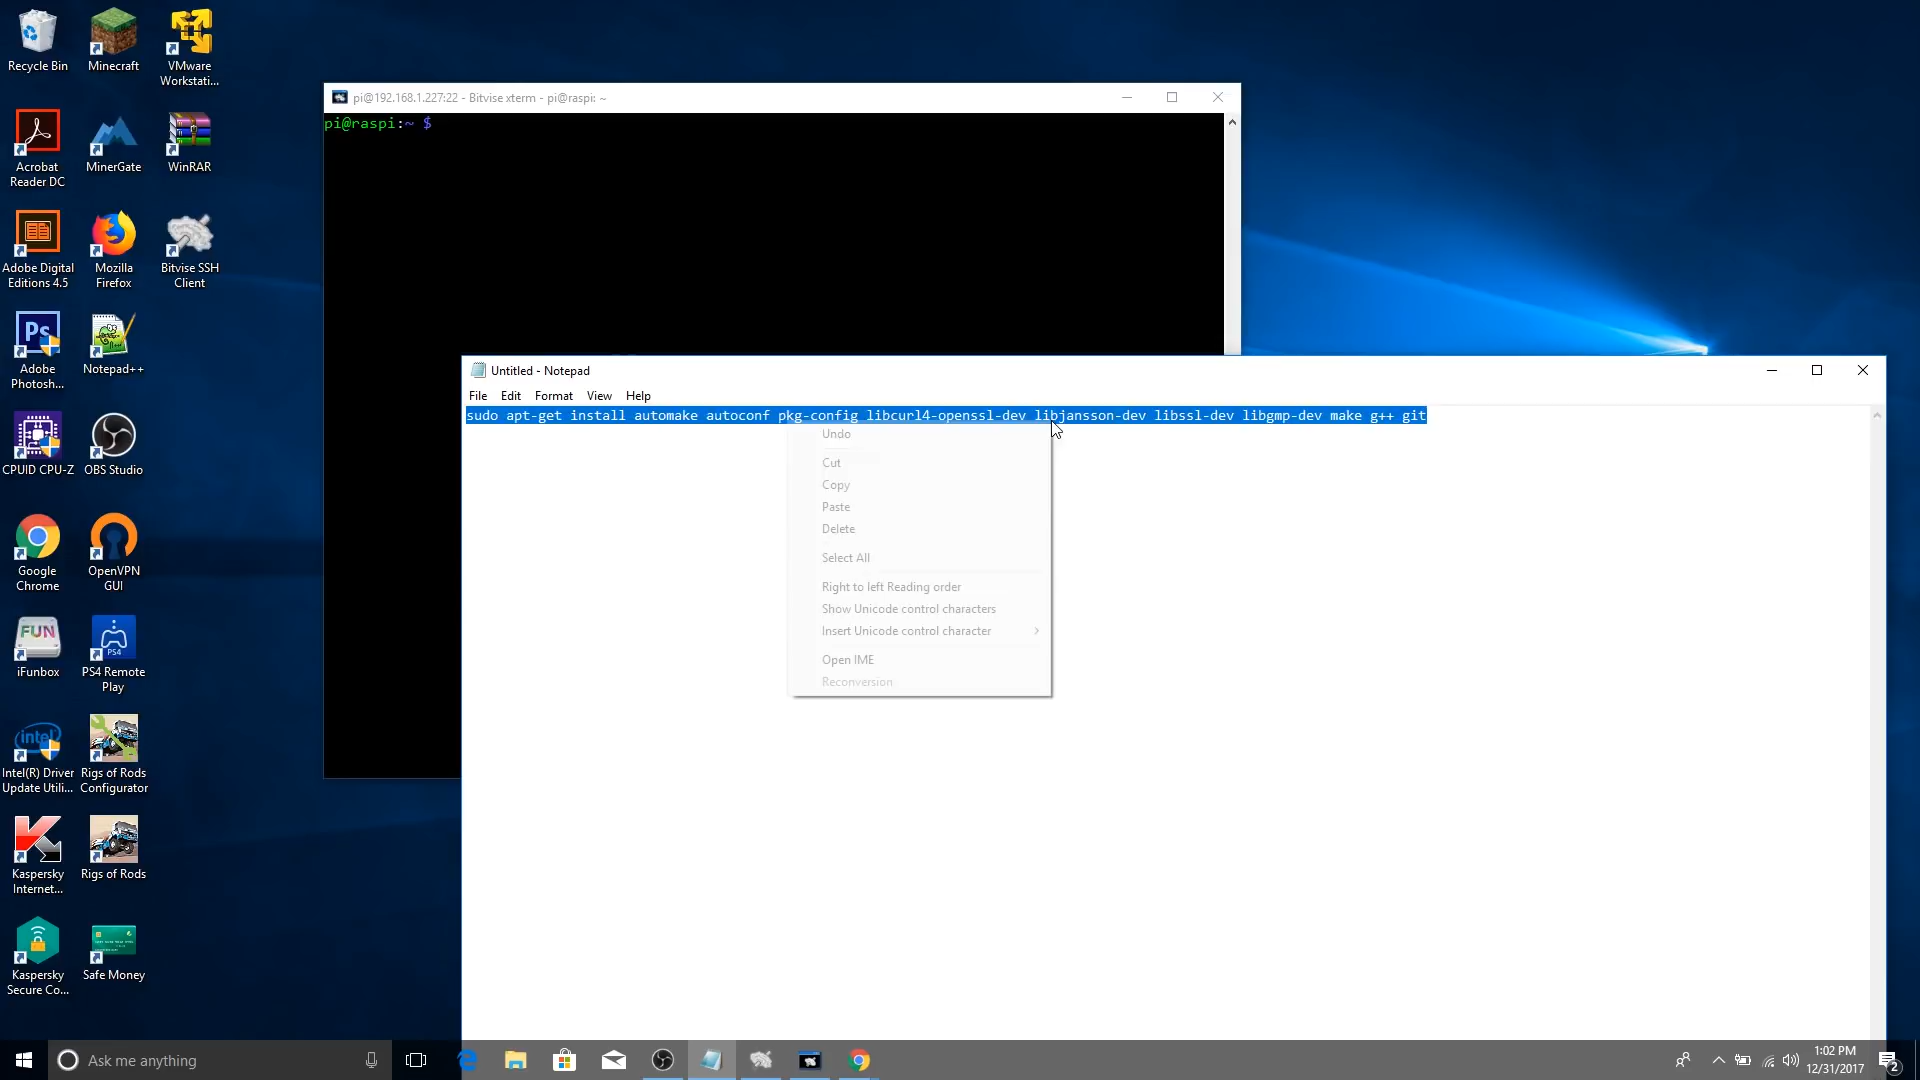 Recycle Bin
Minecraft
VMware
Workstati...
Acrobat
Reader DC
MinerGate
WinRAR
Adobe Digital
Editions 4.5
Mozilla
Firefox
Bitvise SSH
Client
Ps
Adobe
Photosh...
Notepad++
CPUID CPU-Z
OBS Studio
Google
Chrome
OpenVPN
GUI
FUN
iFunbox
PS4
PS4 Remote
Play
intel
Intel(R) Driver
Update Utili...
Rigs of Rods
Configurator
Kaspersky
Internet...
Rigs of Rods
Kaspersky
Secure Co...
Safe Money
pi@192.168.1.227:22 - Bitvise xterm - pi@raspi: ~
pi@raspi:~ $
Untitled - Notepad
File Edit Format View Help
sudo apt-get install automake autoconf pkg-config libcurl4-openssl-dev libjansson-dev libssl-dev libgmp-dev make g++ git
Undo
Cut
Copy
Paste
Delete
Select All
Right to left Reading order
Show Unicode control characters
Insert Unicode control character
Open IME
Reconversion
Ask me anything
1:02 PM
12/31/2017
2